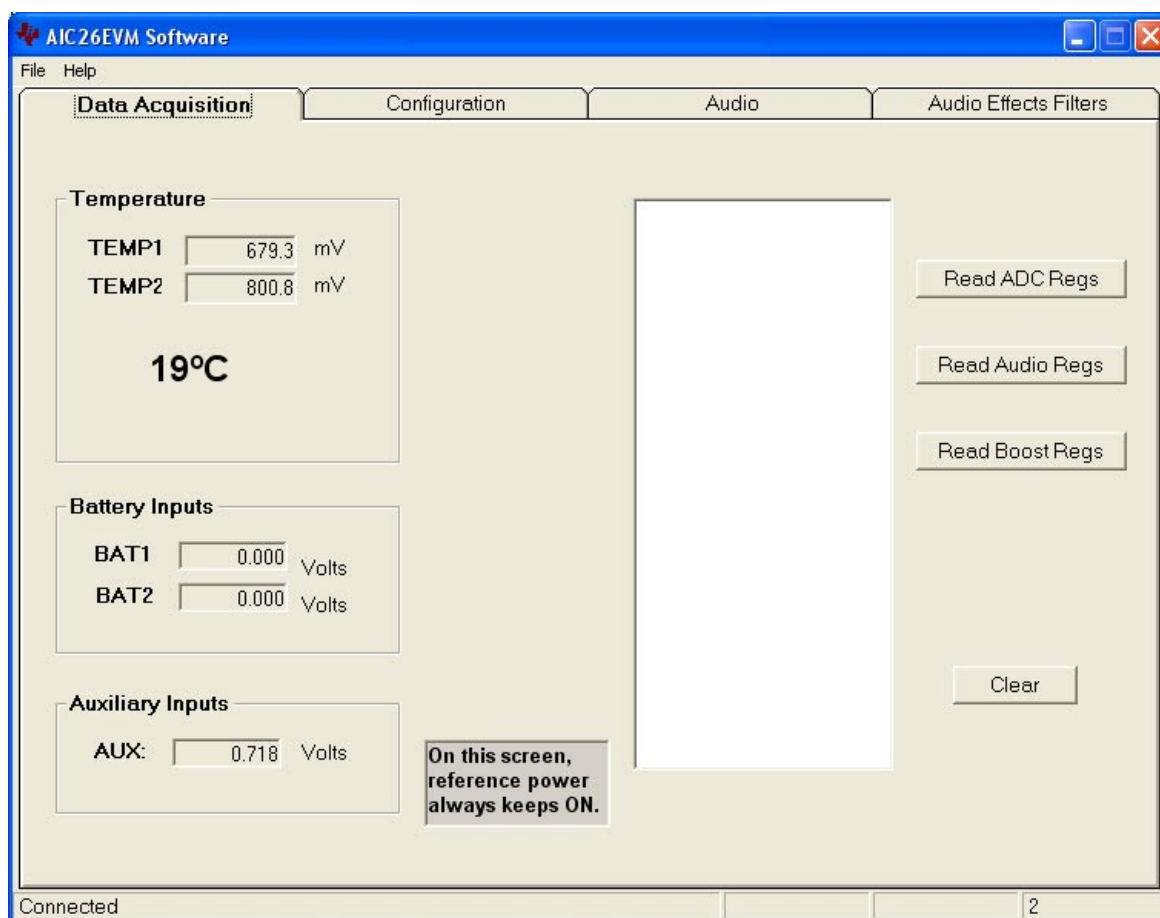 AIC26EVM Software
File Help
Data Acquisition
Configuration
Audio
Audio Effects Filters
Temperature
TEMP1 679.3 mV
TEMP2 800.8 mV
19ºC
Battery Inputs
BAT1 0.000 Volts
BAT2 0.000 Volts
Auxiliary Inputs
AUX: 0.718 Volts
On this screen,
reference power
always keeps ON.
Read ADC Regs
Read Audio Regs
Read Boost Regs
Clear
Connected
2